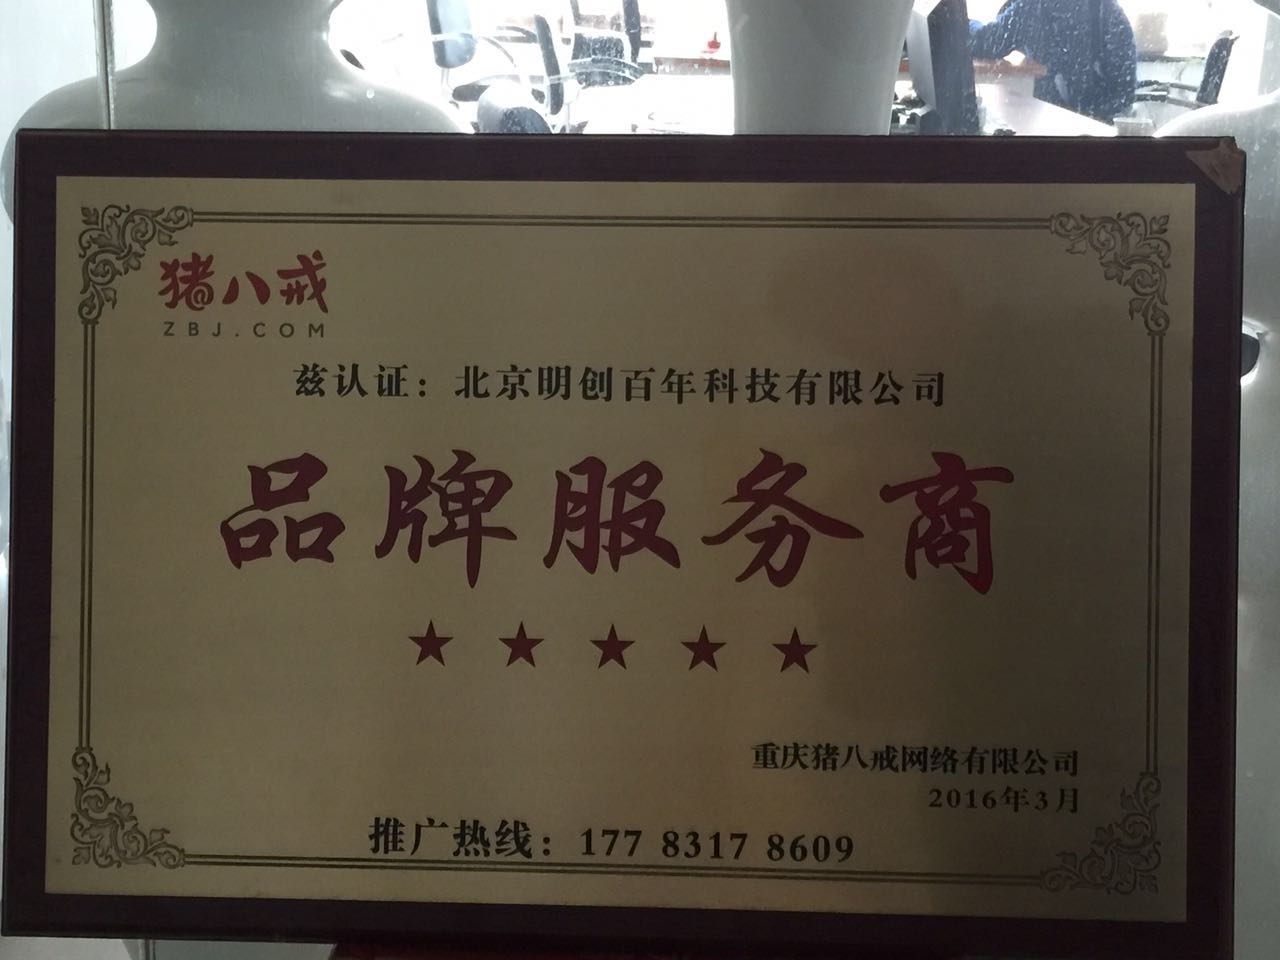 猪八戒
ZBJ.COM
兹认证：北京明创百年科技有限公司
品牌服务商
重庆猪八戒网络有限公司
2016年3月
推广热线：177 8317 8609